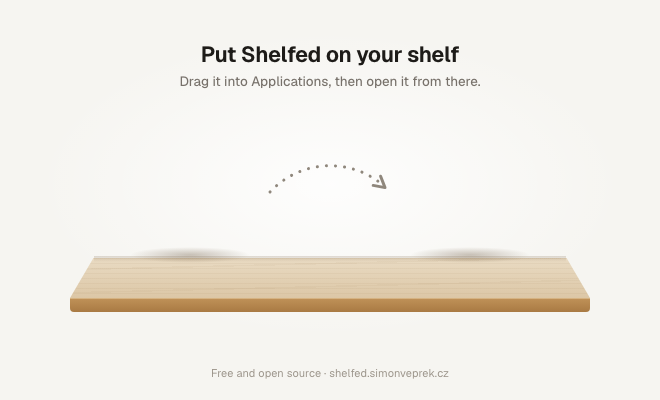 Put Shelfed on your shelf
Drag it into Applications, then open it from there.
Free and open source · shelfed.simonveprek.cz